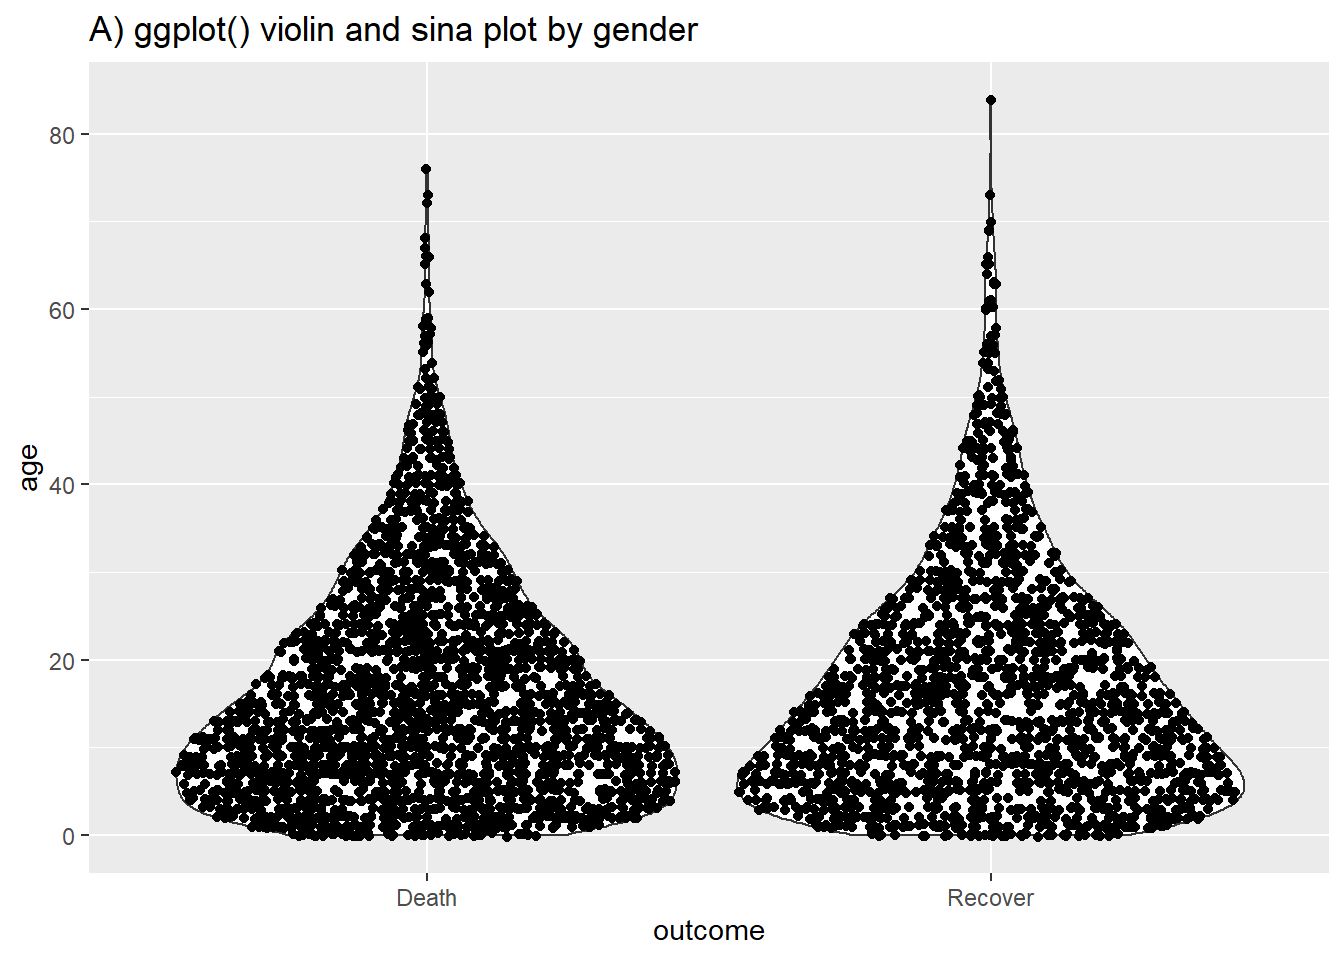 A) ggplot() violin and sina plot by gender
80
60
40
20
0
age
Death
Recover
outcome